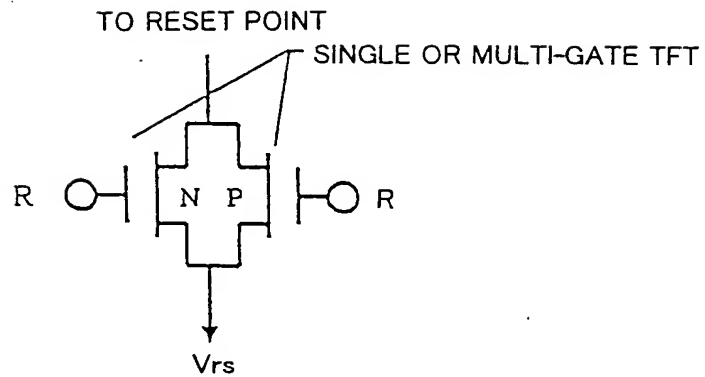 TO RESET POINT
SINGLE OR MULTI-GATE TFT
R N P R
Vrs